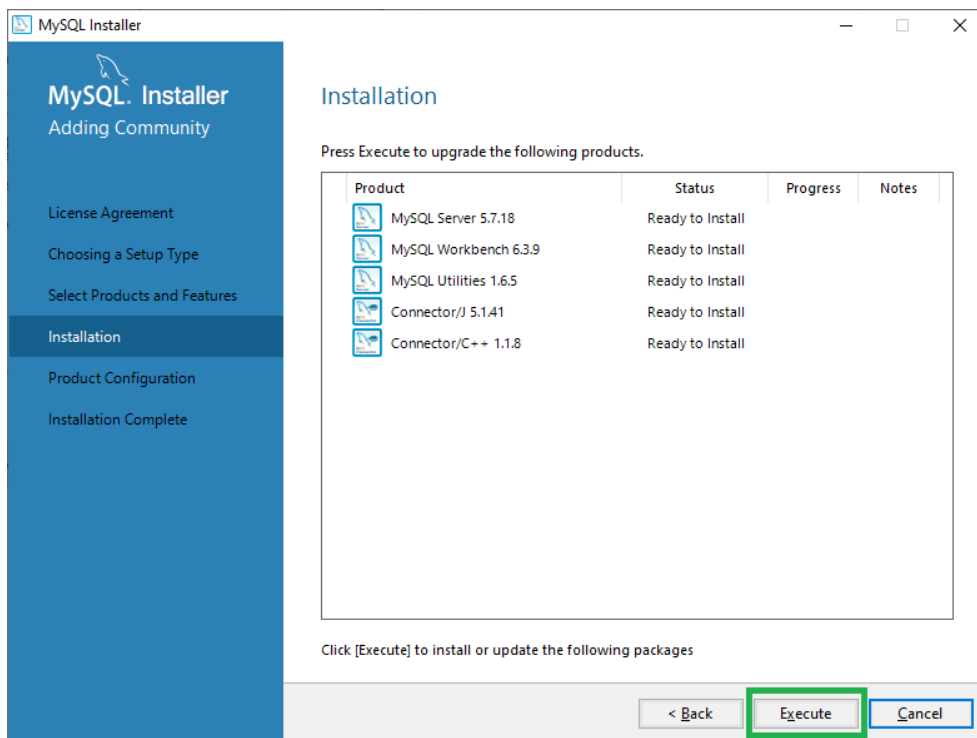 MySQL Installer
MySQL. Installer
Adding Community
License Agreement
Choosing a Setup Type
Select Products and Features
Installation
Product Configuration
Installation Complete
Installation
Press Execute to upgrade the following products.
Product Status Progress Notes
MySQL Server 5.7.18 Ready to Install
MySQL Workbench 6.3.9 Ready to Install
MySQL Utilities 1.6.5 Ready to Install
Connector/J 5.1.41 Ready to Install
Connector/C++ 1.1.8 Ready to Install
Click [Execute] to install or update the following packages
< Back Execute Cancel